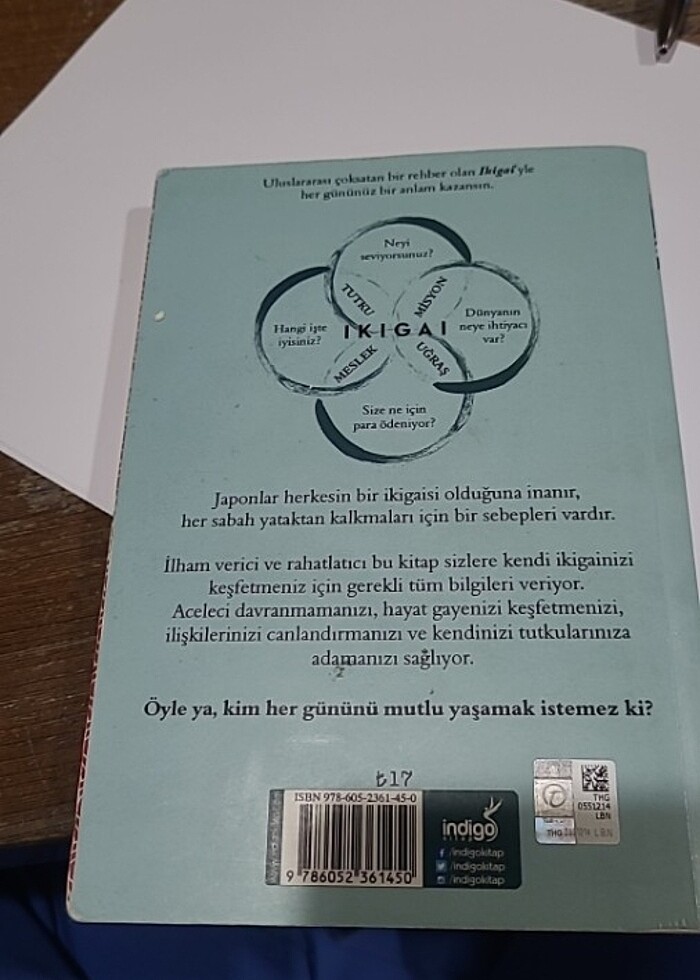 Uluslararası çoksatan bir rehber olan Ikigai'yle
her gününüz bir anlam kazansın.
Neyi
seviyorsunuz?
TUTKU
MİSYON
Hangi işte
iyisiniz?
IKIGAI
Dünyanın
neye ihtiyacı
var?
MESLEK
UĞRAŞ
Size ne için
para ödeniyor?
Japonlar herkesin bir ikigaisi olduğuna inanır,
her sabah yataktan kalkmaları için bir sebepleri vardır.
İlham verici ve rahatlatıcı bu kitap sizlere kendi ikigainizi
keşfetmeniz için gerekli tüm bilgileri veriyor.
Aceleci davranmamanızı, hayat gayenizi keşfetmenizi,
ilişkilerinizi canlandırmanızı ve kendinizi tutkularınıza
adamanızı sağlıyor.
Öyle ya, kim her gününü mutlu yaşamak istemez ki?
₺17
ISBN 978-605-2361-45-0
9 786052 361450
indigo
kitap
/indigokitap
/indigokitap
/indigokitap
THG
0551214
LBN